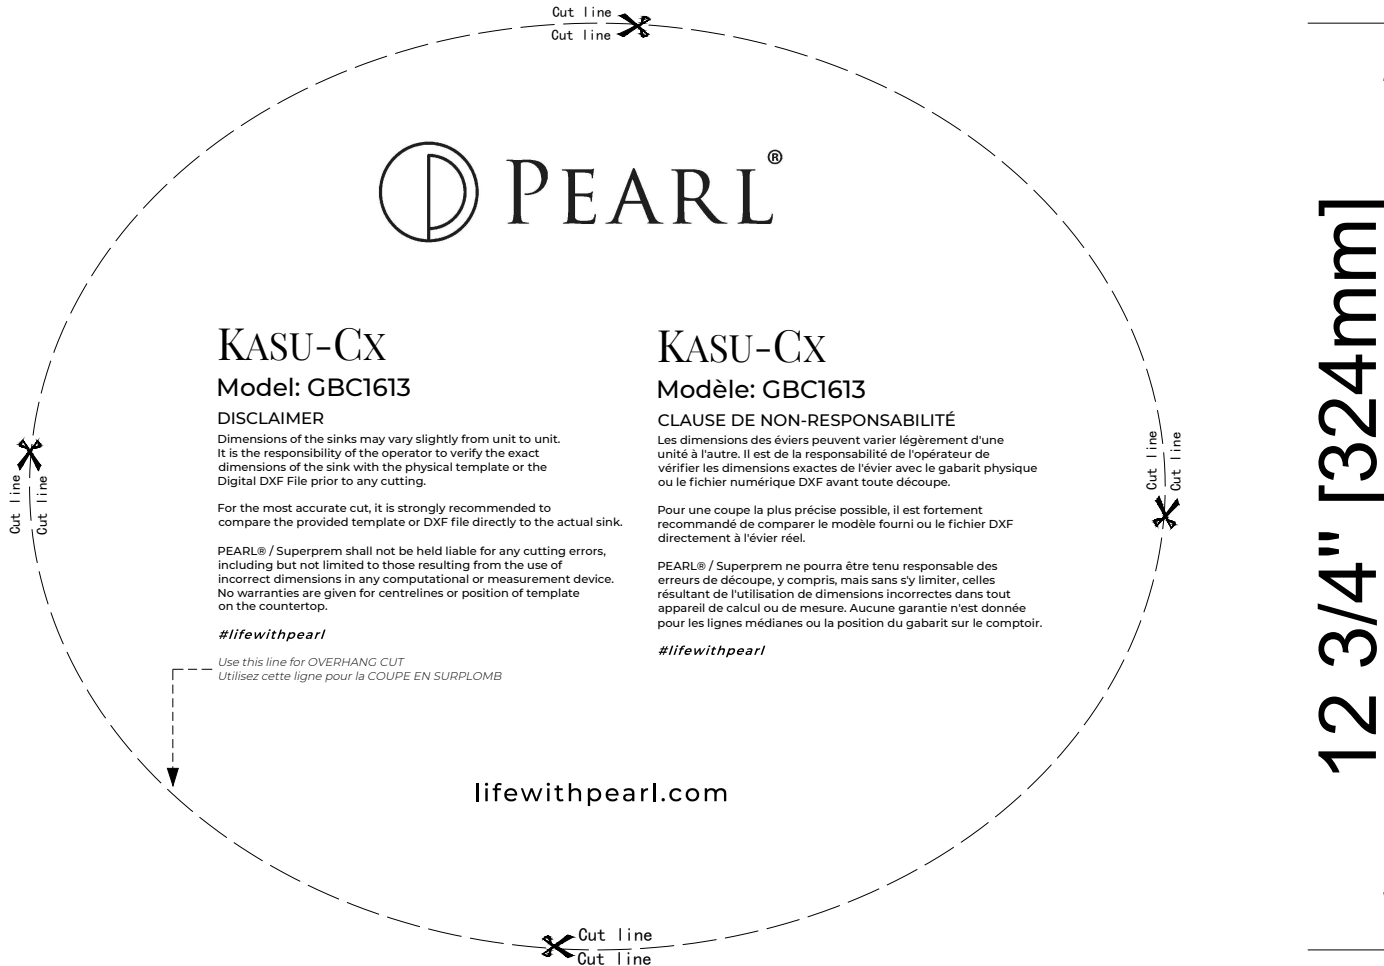 Cut line
Cut line
PEARL®
KASU-CX
Model: GBC1613
DISCLAIMER
Dimensions of the sinks may vary slightly from unit to unit.
It is the responsibility of the operator to verify the exact
dimensions of the sink with the physical template or the
Digital DXF File prior to any cutting.
For the most accurate cut, it is strongly recommended to
compare the provided template or DXF file directly to the actual sink.
PEARL® / Superprem shall not be held liable for any cutting errors,
including but not limited to those resulting from the use of
incorrect dimensions in any computational or measurement device.
No warranties are given for centrelines or position of template
on the countertop.
#lifewithpearl
Use this line for OVERHANG CUT
Utilisez cette ligne pour la COUPE EN SURPLOMB
KASU-CX
Modèle: GBC1613
CLAUSE DE NON-RESPONSABILITÉ
Les dimensions des éviers peuvent varier légèrement d'une
unité à l'autre. Il est de la responsabilité de l'opérateur de
vérifier les dimensions exactes de l'évier avec le gabarit physique
ou le fichier numérique DXF avant toute découpe.
Pour une coupe la plus précise possible, il est fortement
recommandé de comparer le modèle fourni ou le fichier DXF
directement à l'évier réel.
PEARL® / Superprem ne pourra être tenu responsable des
erreurs de découpe, y compris, mais sans s'y limiter, celles
résultant de l'utilisation de dimensions incorrectes dans tout
appareil de calcul ou de mesure. Aucune garantie n'est donnée
pour les lignes médianes ou la position du gabarit sur le comptoir.
#lifewithpearl
Cut line
Cut line
Cut line
Cut line
12 3/4" [324mm]
lifewithpearl.com
Cut line
Cut line